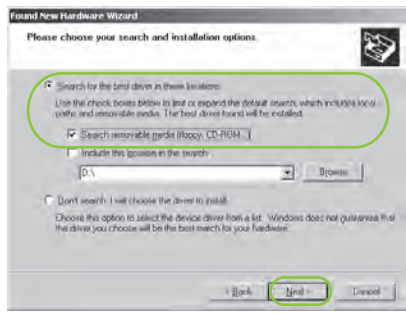 Found New Hardware Wizard
Please choose your search and installation options.
Search for the best driver in these locations.
Use the check boxes below to limit or expand the default search, which includes local
paths and removable media. The best driver found will be installed.
Search removable media (floppy, CD-ROM...)
Include this location in the search:
D:\
Browse
Don't search. I will choose the driver to install.
Choose this option to select the device driver from a list. Windows does not guarantee that
the driver you choose will be the best match for your hardware.
< Back
Next >
Cancel